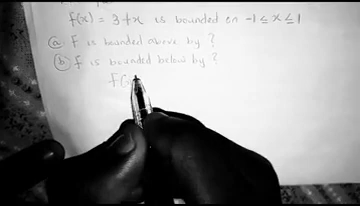 f(x) = 3+x is bounded on -1 ≤ x ≤ 1
(a) f is bounded above by ?
(b) f is bounded below by ?
f(